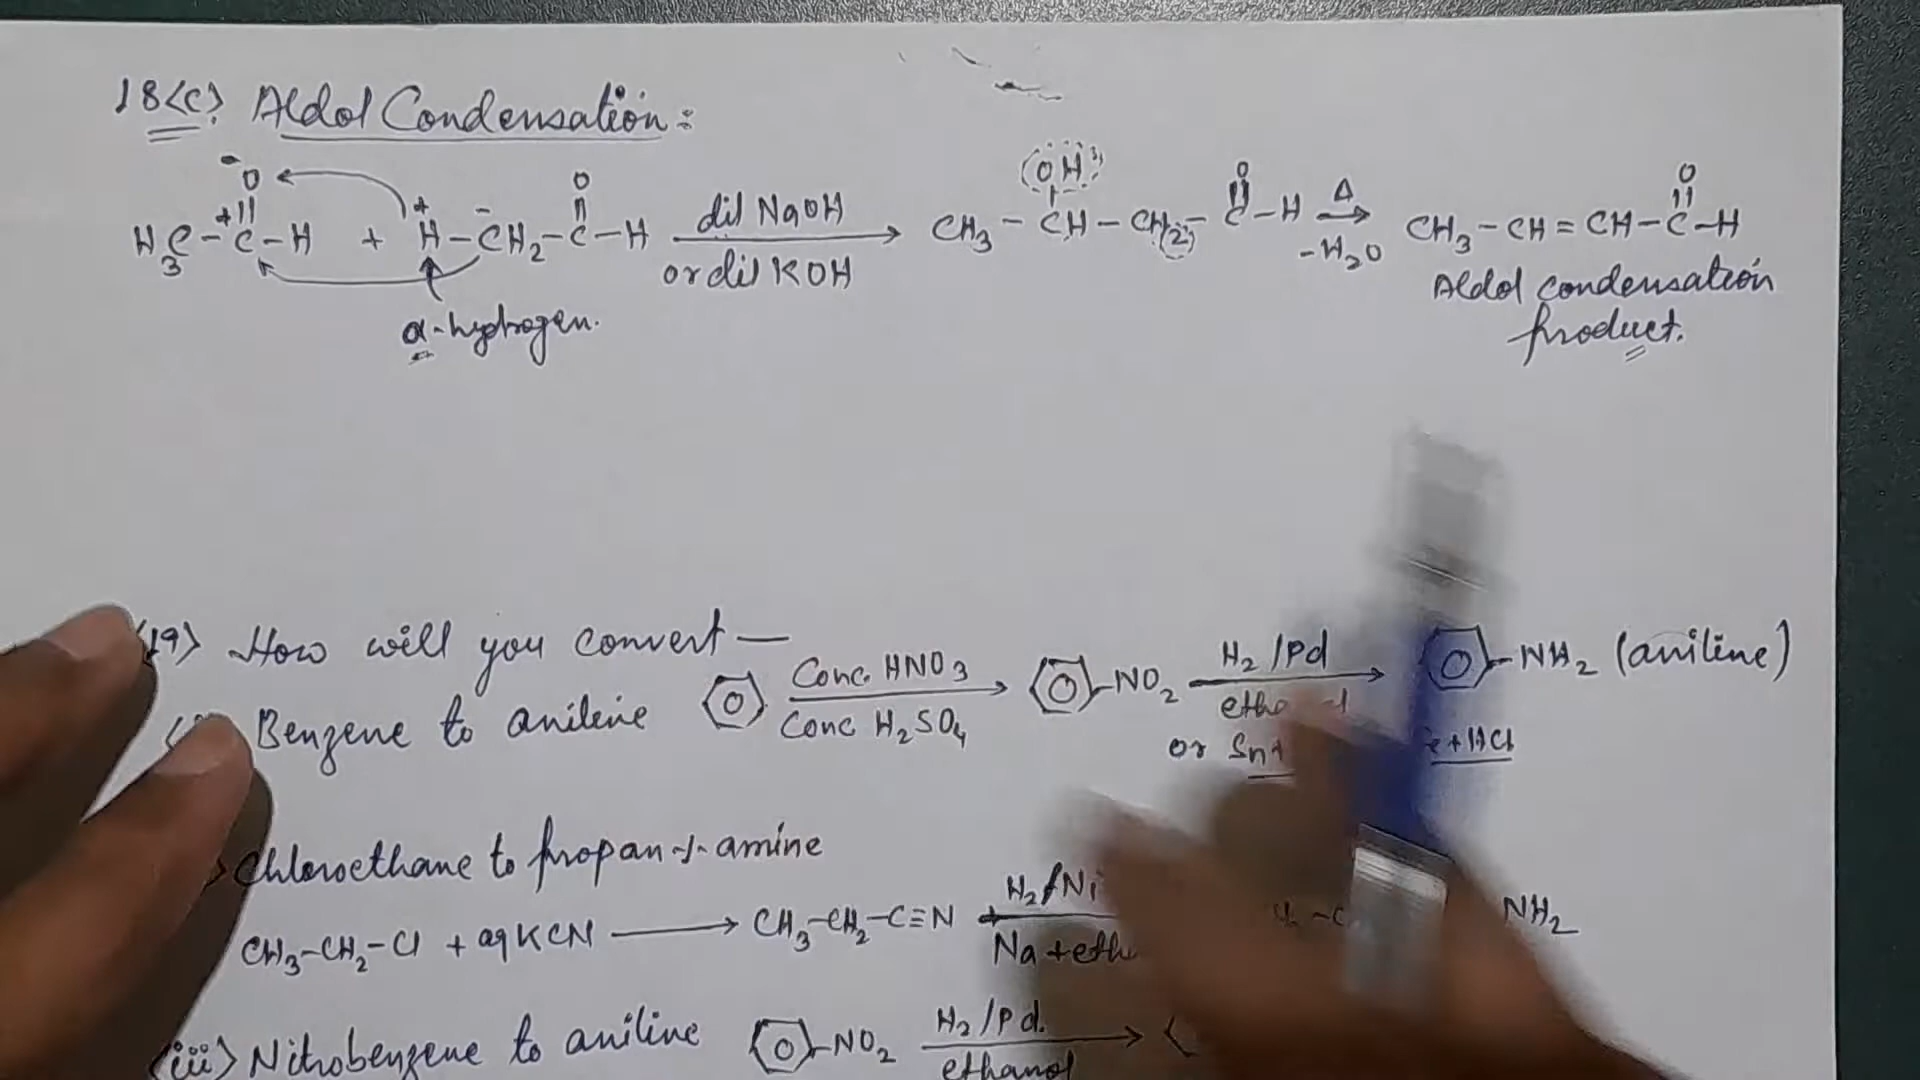 18(c) Aldol Condensation:
H3C-C-H + H-CH2-C-H dil NaOH or dil KOH CH3-CH-CH2-C-H Δ -H2O CH3-CH=CH-C-H
O O OH O O
α-hydrogen.
Aldol condensation
product.
(19) How will you convert —
Benzene to aniline Conc. HNO3 Conc H2SO4 -NO2 H2/Pd -NH2 (aniline)
or Sn+ +HCl
Chloroethane to propan-1-amine
CH3-CH2-Cl + aq KCN → CH3-CH2-C≡N H2/Ni Na + NH2
(iii) Nitrobenzene to aniline -NO2 H2/Pd. ethanol